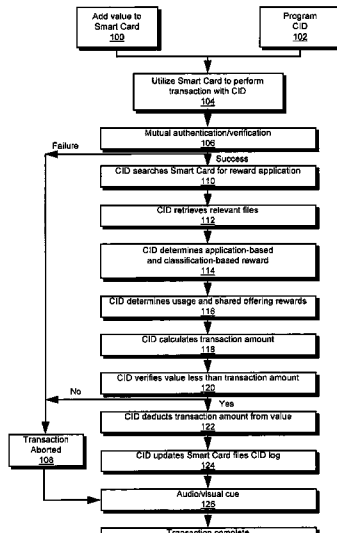 Add value to
Smart Card
100
Program
CID
102
Utilize Smart Card to perform
transaction with CID
104
Mutual authentication/verification
106
Failure
Success
CID searches Smart Card for reward application
110
CID retrieves relevant files
112
CID determines application-based
and classification-based reward
114
CID determines usage and shared offering rewards
116
CID calculates transaction amount
118
CID verifies value less than transaction amount
120
No
Yes
CID deducts transaction amount from value
122
Transaction
Aborted
108
CID updates Smart Card files CID log
124
Audio/visual cue
126
Transaction complete